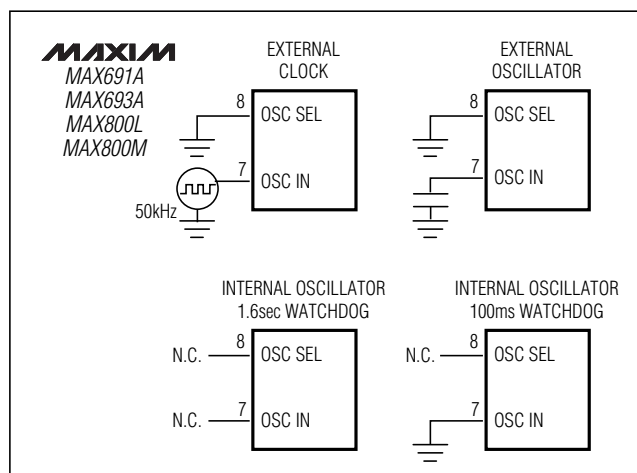 MAXIM
MAX691A
MAX693A
MAX800L
MAX800M
EXTERNAL
CLOCK
8
OSC SEL
7
OSC IN
50kHz
EXTERNAL
OSCILLATOR
8
OSC SEL
7
OSC IN
INTERNAL OSCILLATOR
1.6sec WATCHDOG
N.C.
8
OSC SEL
N.C.
7
OSC IN
INTERNAL OSCILLATOR
100ms WATCHDOG
N.C.
8
OSC SEL
7
OSC IN